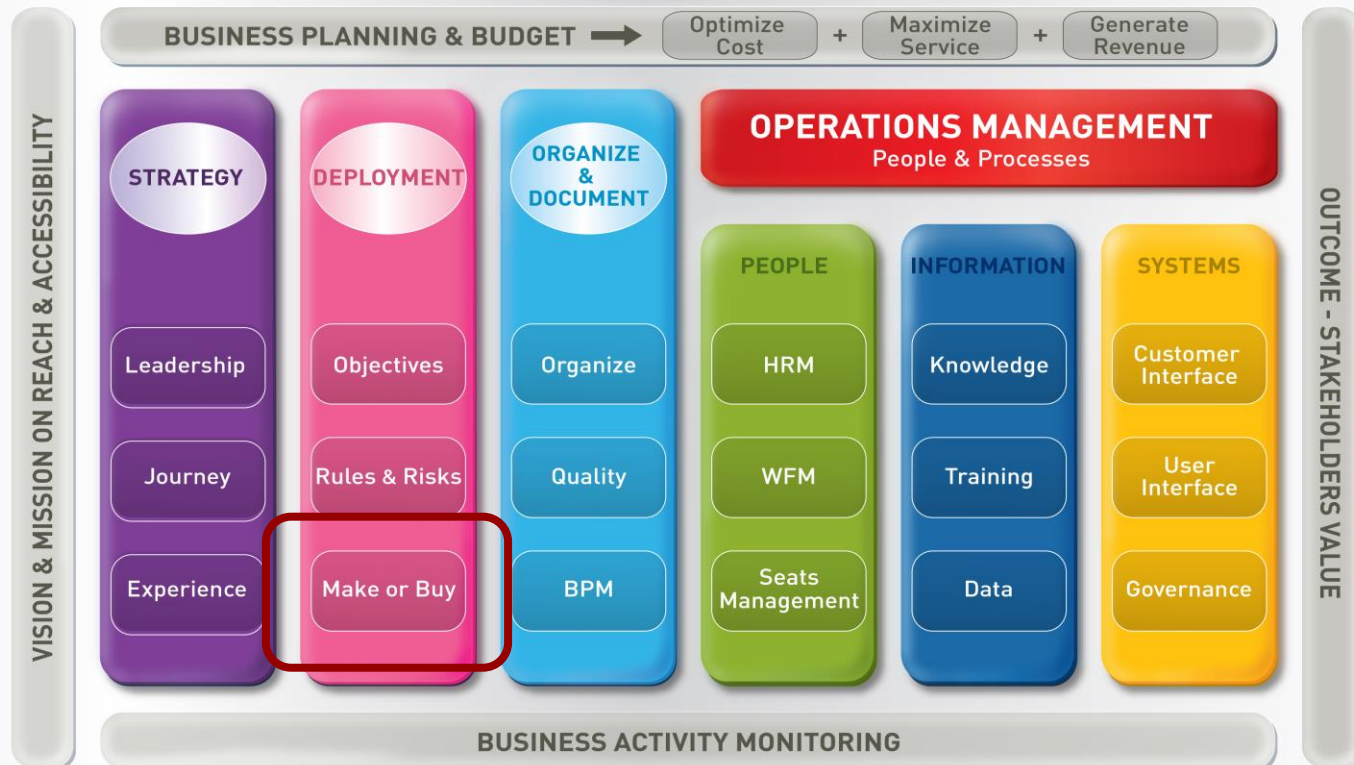 BUSINESS PLANNING & BUDGET
Optimize
Cost
+
Maximize
Service
+
Generate
Revenue
VISION & MISSION ON REACH & ACCESSIBILITY
STRATEGY
Leadership
Journey
Experience
DEPLOYMENT
Objectives
Rules & Risks
Make or Buy
ORGANIZE
&
DOCUMENT
Organize
Quality
BPM
OPERATIONS MANAGEMENT
People & Processes
PEOPLE
HRM
WFM
Seats
Management
INFORMATION
Knowledge
Training
Data
SYSTEMS
Customer
Interface
User
Interface
Governance
OUTCOME - STAKEHOLDERS VALUE
BUSINESS ACTIVITY MONITORING